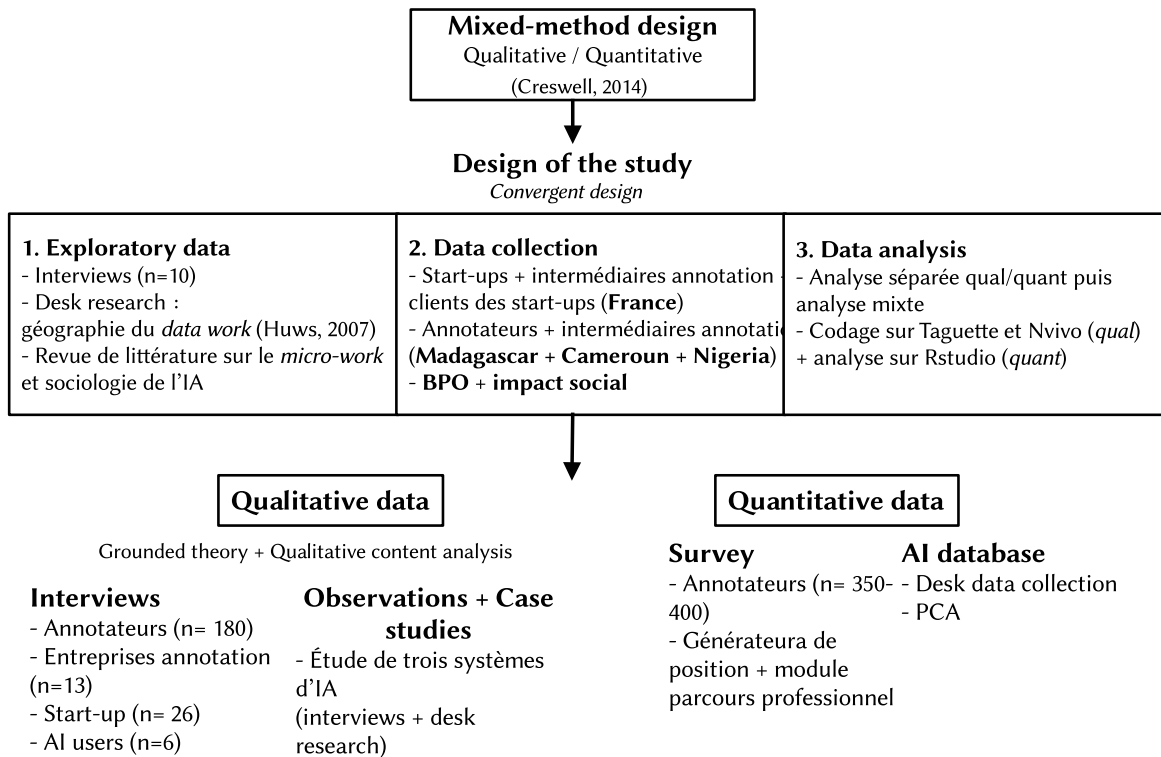 Mixed-method design
Qualitative / Quantitative
(Creswell, 2014)
Design of the study
Convergent design
1. Exploratory data
- Interviews (n=10)
- Desk research :
géographie du data work (Huws, 2007)
- Revue de littérature sur le micro-work
et sociologie de l'IA
2. Data collection
- Start-ups + intermédiaires annotation -
clients des start-ups (France)
- Annotateurs + intermédiaires annotati
(Madagascar + Cameroun + Nigeria)
- BPO + impact social
3. Data analysis
- Analyse séparée qual/quant puis
analyse mixte
- Codage sur Taguette et Nvivo (qual)
+ analyse sur Rstudio (quant)
Qualitative data
Grounded theory + Qualitative content analysis
Interviews
- Annotateurs (n= 180)
- Entreprises annotation
(n=13)
- Start-up (n= 26)
- AI users (n=6)
Observations + Case
studies
- Étude de trois systèmes
d'IA
(interviews + desk
research)
Quantitative data
Survey
- Annotateurs (n= 350-
400)
- Générateura de
position + module
parcours professionnel
AI database
- Desk data collection
- PCA